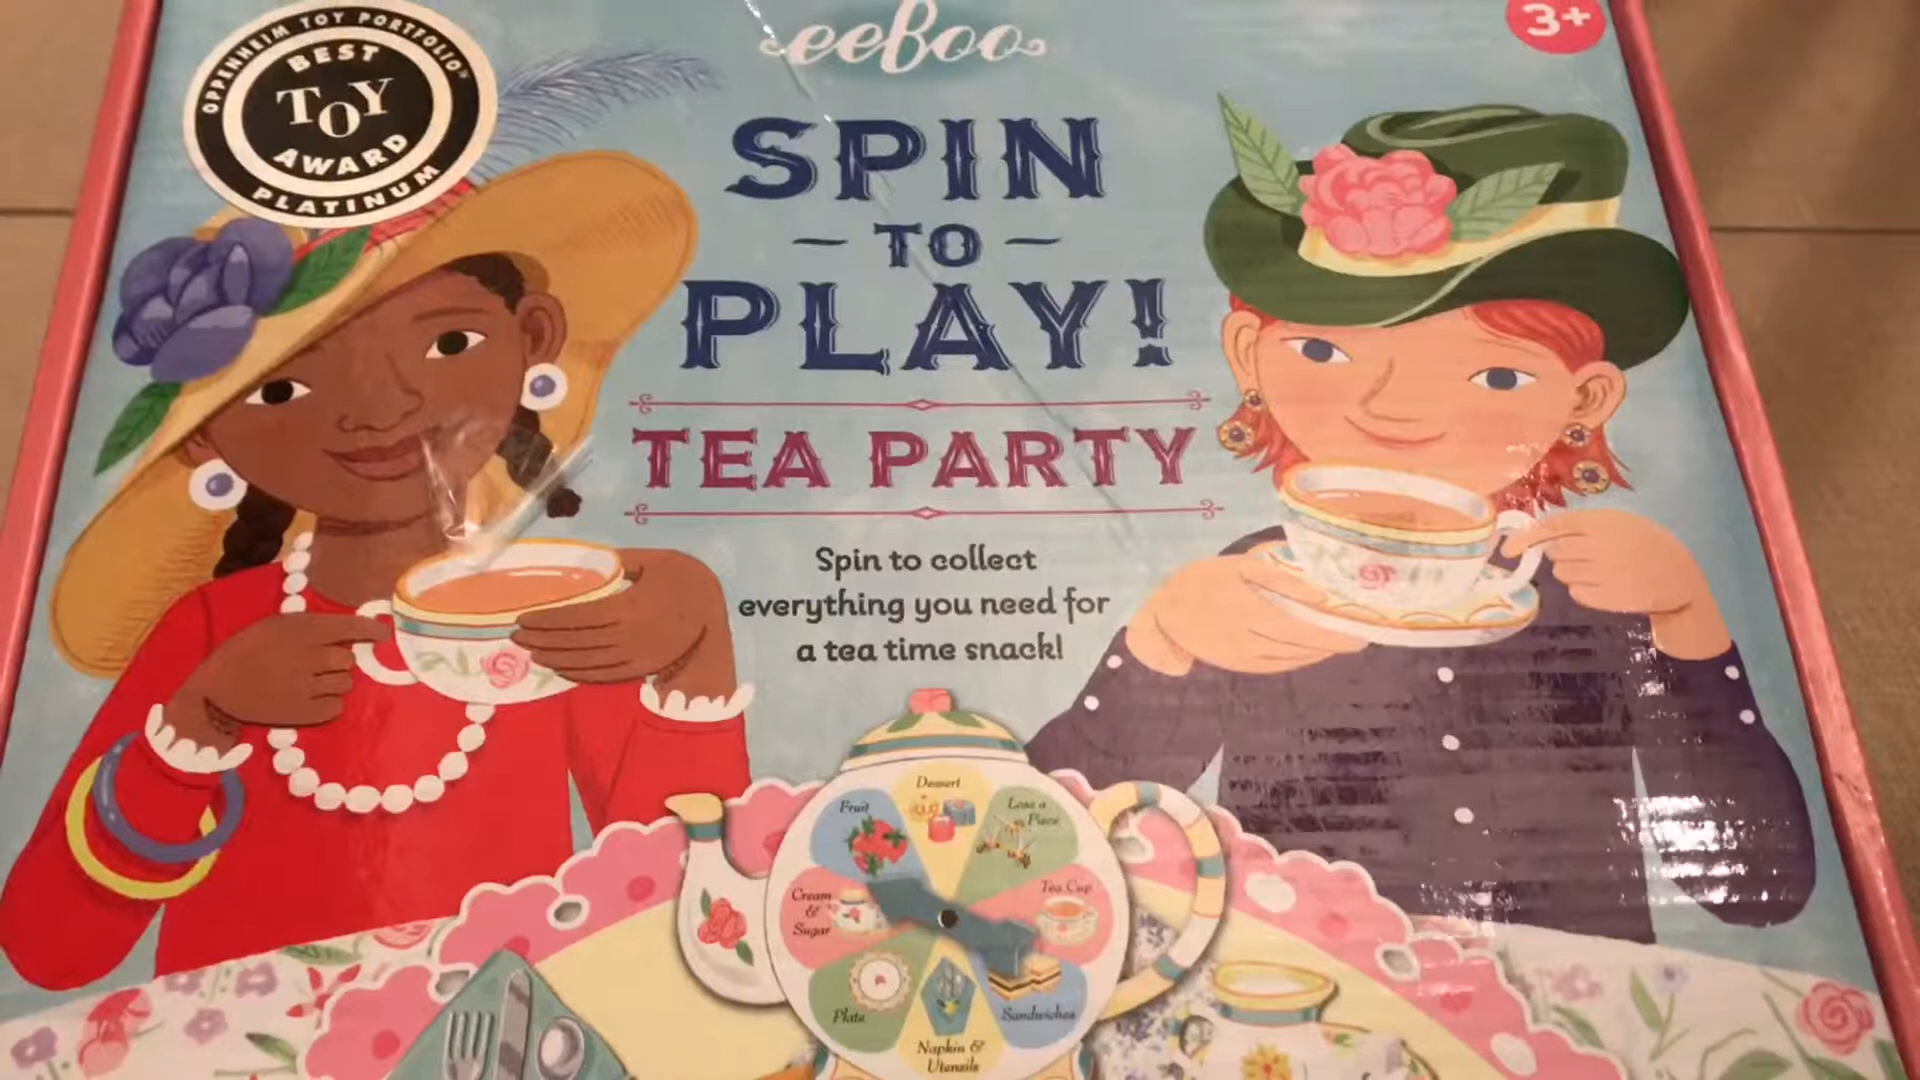 OPPENHEIM TOY PORTFOLIO
BEST
TOY
AWARD
PLATINUM
eeBoo
3+
SPIN
TO
PLAY!
TEA PARTY
Spin to collect
everything you need for
a tea time snack!
Dessert
Fruit
Lose a
Piece
Cream
&
Sugar
Tea Cup
Plate
Sandwiches
Napkin &
Utensils